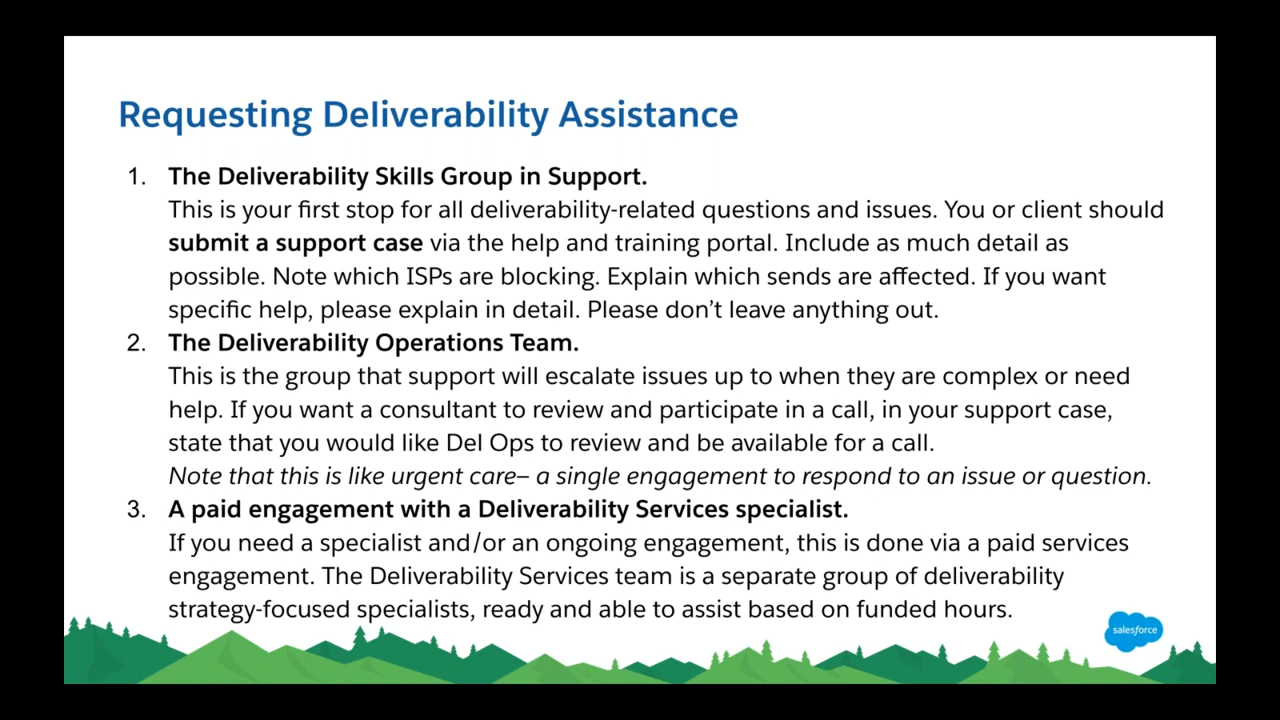 Requesting Deliverability Assistance
1. The Deliverability Skills Group in Support.
This is your first stop for all deliverability-related questions and issues. You or client should
submit a support case via the help and training portal. Include as much detail as
possible. Note which ISPs are blocking. Explain which sends are affected. If you want
specific help, please explain in detail. Please don’t leave anything out.
2. The Deliverability Operations Team.
This is the group that support will escalate issues up to when they are complex or need
help. If you want a consultant to review and participate in a call, in your support case,
state that you would like Del Ops to review and be available for a call.
Note that this is like urgent care– a single engagement to respond to an issue or question.
3. A paid engagement with a Deliverability Services specialist.
If you need a specialist and/or an ongoing engagement, this is done via a paid services
engagement. The Deliverability Services team is a separate group of deliverability
strategy-focused specialists, ready and able to assist based on funded hours.
salesforce